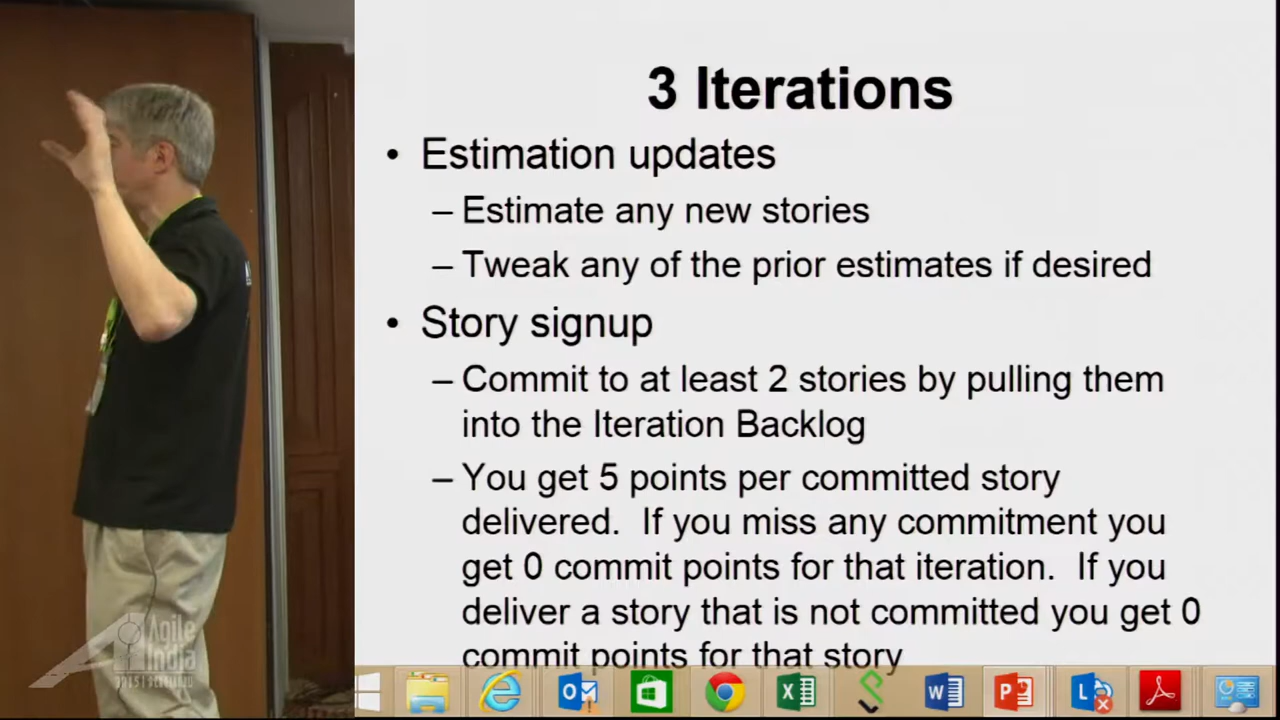 3 Iterations
• Estimation updates
– Estimate any new stories
– Tweak any of the prior estimates if desired
• Story signup
– Commit to at least 2 stories by pulling them
into the Iteration Backlog
– You get 5 points per committed story
delivered.  If you miss any commitment you
get 0 commit points for that iteration.  If you
deliver a story that is not committed you get 0
commit points for that story
Agile
India